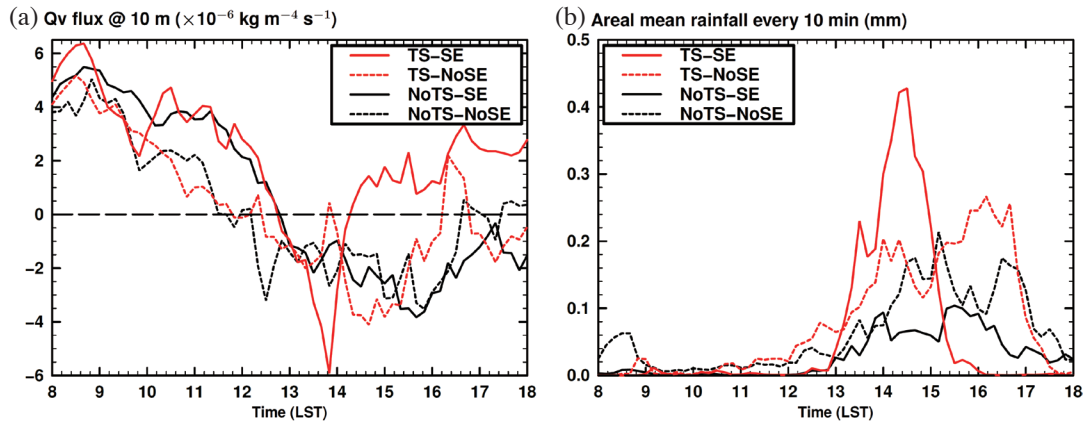 (a) Qv flux @ 10 m (×10⁻⁶ kg m⁻⁴ s⁻¹)
6
4
2
0
-2
-4
-6
TS-SE
TS-NoSE
NoTS-SE
NoTS-NoSE
8 9 10 11 12 13 14 15 16 17 18
Time (LST)
(b) Areal mean rainfall every 10 min (mm)
0.5
0.4
0.3
0.2
0.1
0.0
TS-SE
TS-NoSE
NoTS-SE
NoTS-NoSE
8 9 10 11 12 13 14 15 16 17 18
Time (LST)